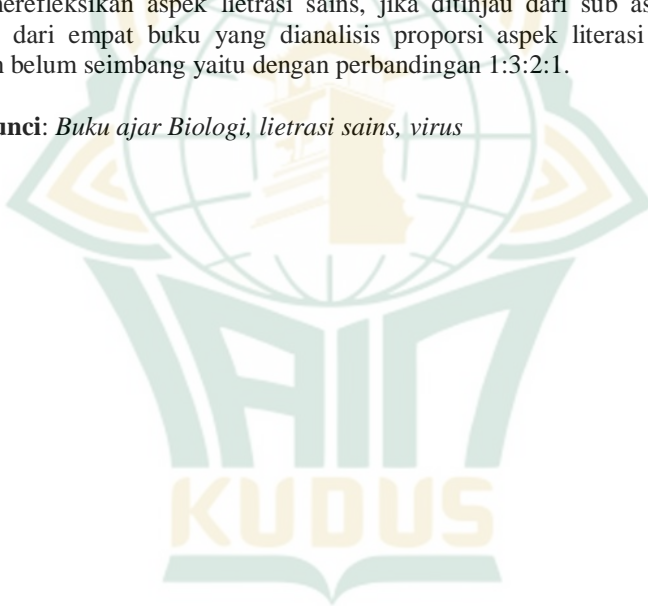 merefleksikan aspek lietrasi sains, jika ditinjau dari sub as
dari empat buku yang dianalisis proporsi aspek literasi
n belum seimbang yaitu dengan perbandingan 1:3:2:1.
unci: Buku ajar Biologi, lietrasi sains, virus
IAIN
KUDUS